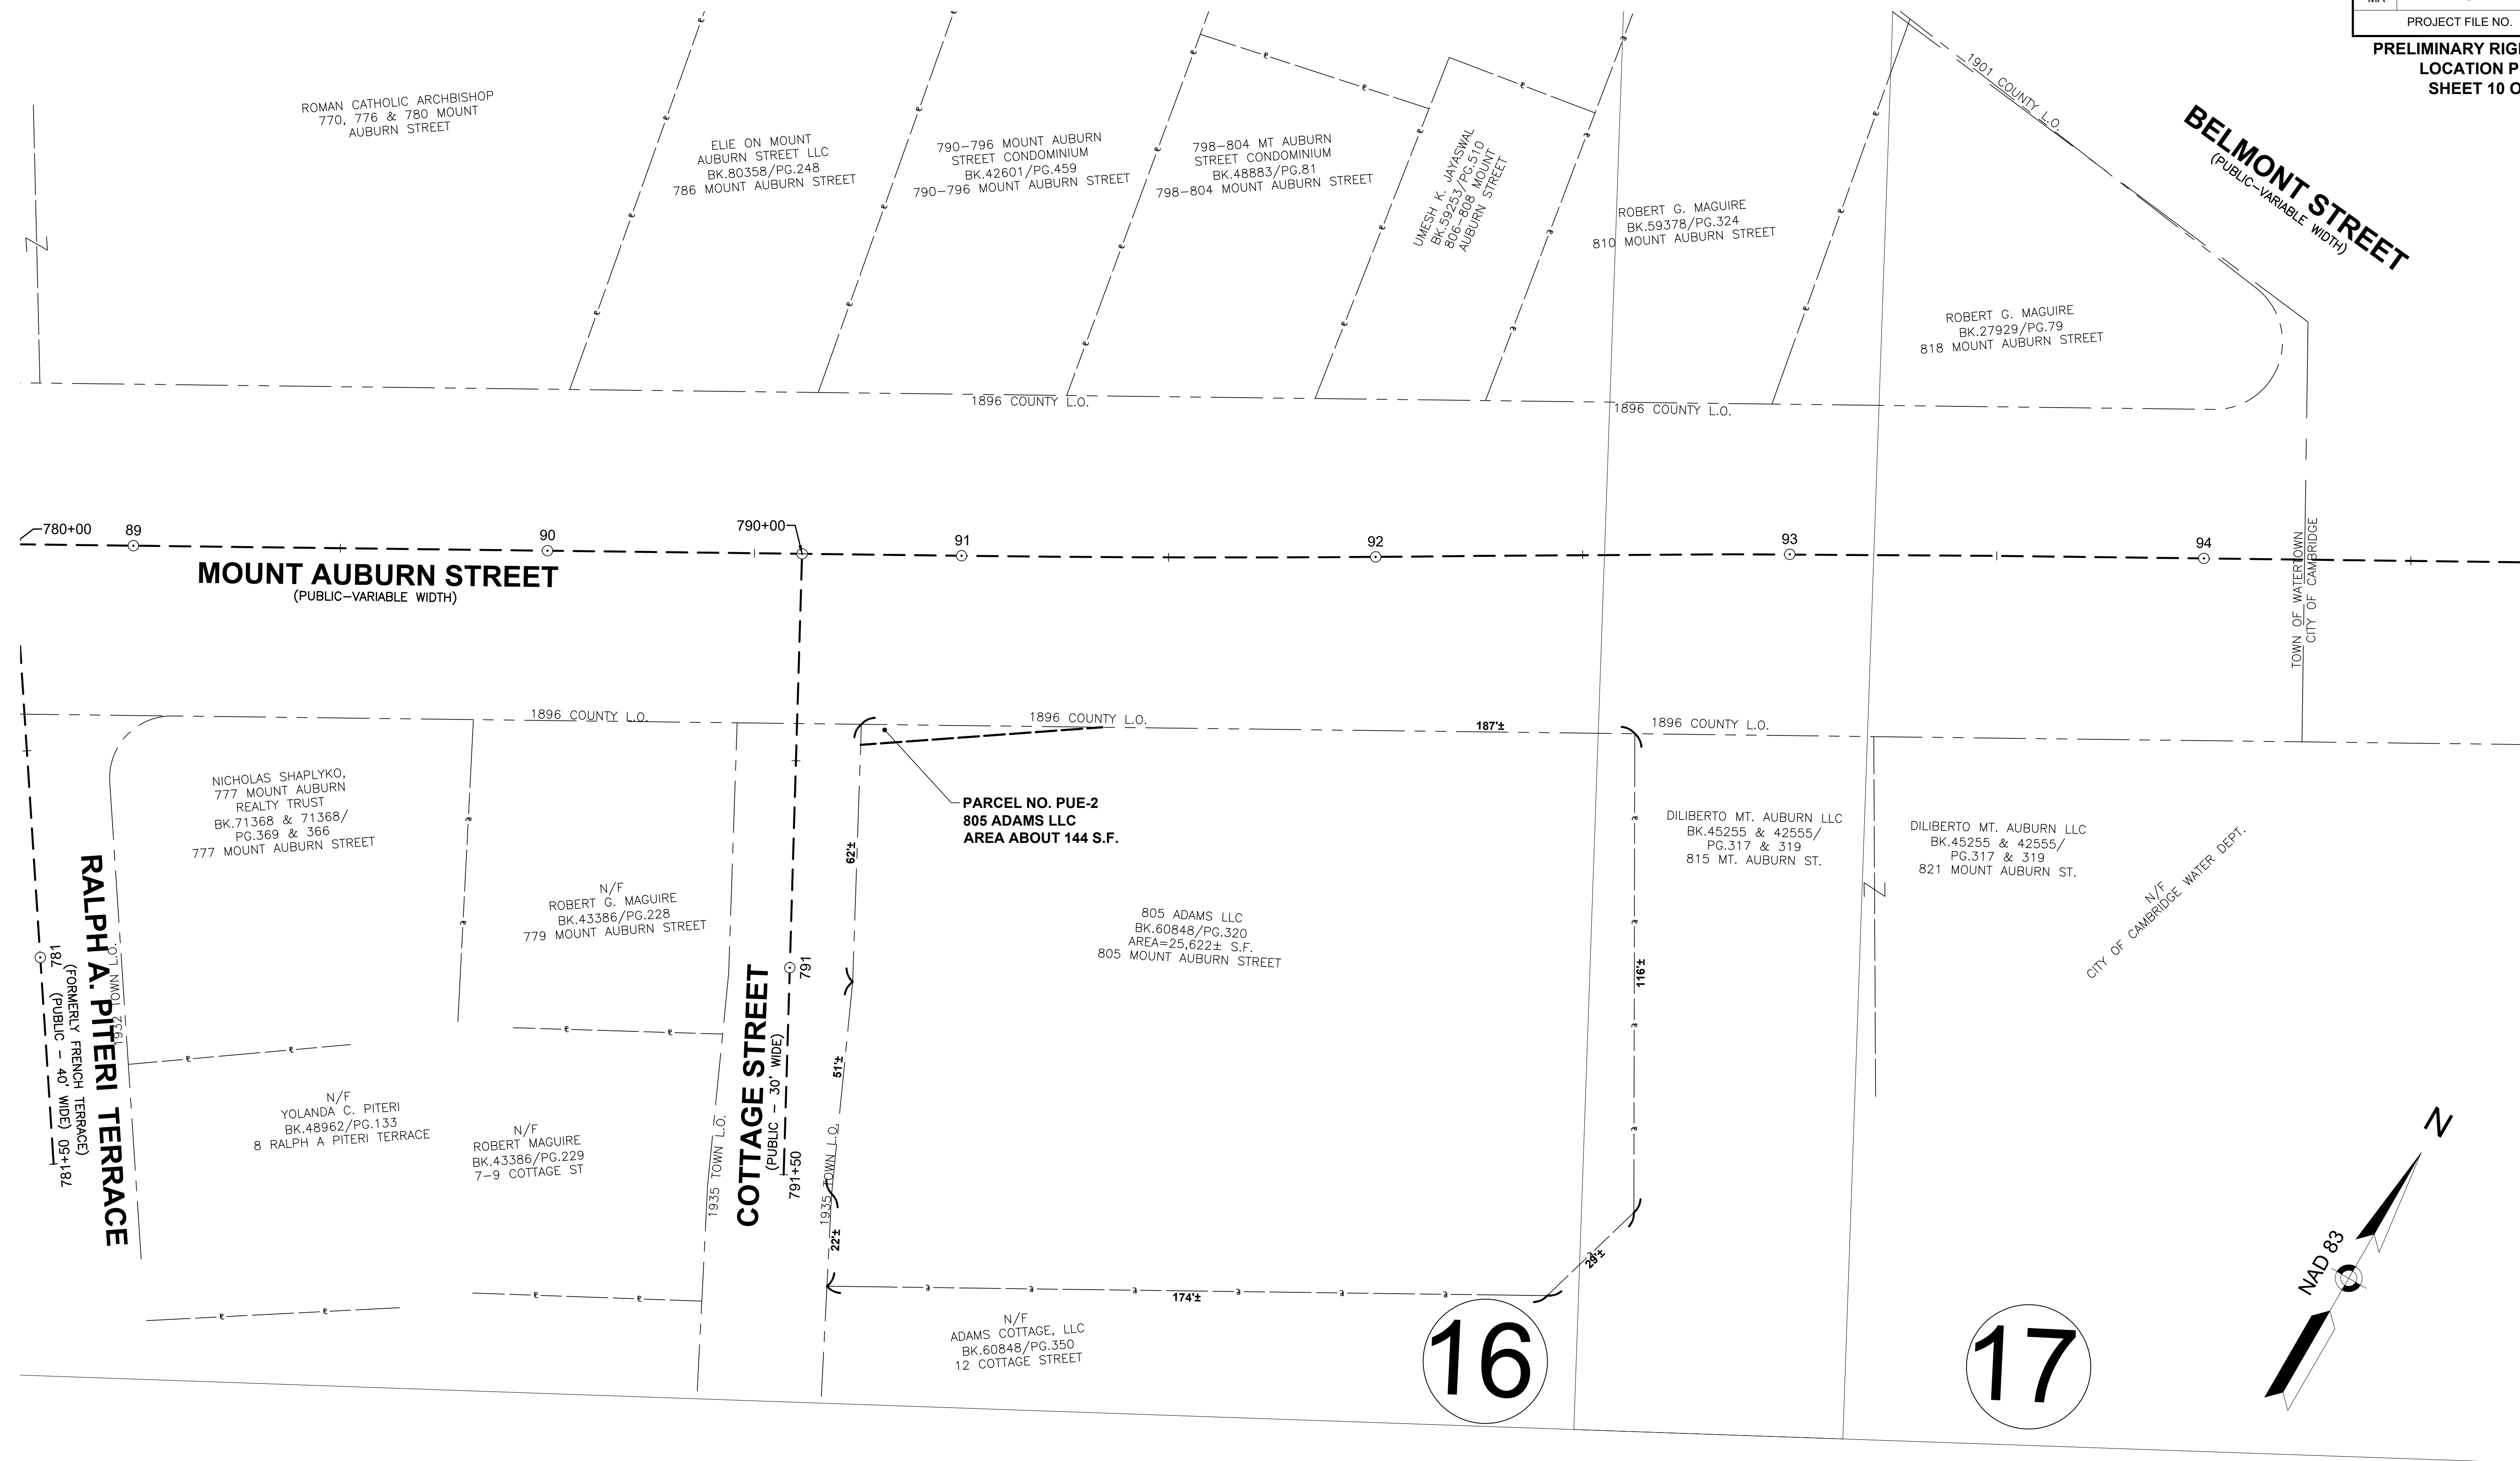 PROJECT FILE NO.
PRELIMINARY RIG
LOCATION P
SHEET 10 O
ROMAN CATHOLIC ARCHBISHOP
770, 776 & 780 MOUNT
AUBURN STREET
ELIE ON MOUNT
AUBURN STREET LLC
BK.80358/PG.248
786 MOUNT AUBURN STREET
790-796 MOUNT AUBURN
STREET CONDOMINIUM
BK.42601/PG.459
790-796 MOUNT AUBURN STREET
798-804 MT AUBURN
STREET CONDOMINIUM
BK.48883/PG.81
798-804 MOUNT AUBURN STREET
UMESH K. JAYASWAL
BK.59253/PG.510
806-808 MOUNT
AUBURN STREET
ROBERT G. MAGUIRE
BK.59378/PG.324
810 MOUNT AUBURN STREET
1901 COUNTY L.O.
BELMONT STREET
(PUBLIC-VARIABLE WIDTH)
ROBERT G. MAGUIRE
BK.27929/PG.79
818 MOUNT AUBURN STREET
1896 COUNTY L.O.
1896 COUNTY L.O.
780+00
89
90
790+00
91
92
93
94
MOUNT AUBURN STREET
(PUBLIC-VARIABLE WIDTH)
TOWN OF WATERTOWN
CITY OF CAMBRIDGE
1896 COUNTY L.O.
1896 COUNTY L.O.
187'±
1896 COUNTY L.O.
NICHOLAS SHAPLYKO,
777 MOUNT AUBURN
REALTY TRUST
BK.71368 & 71368/
PG.369 & 366
777 MOUNT AUBURN STREET
PARCEL NO. PUE-2
805 ADAMS LLC
AREA ABOUT 144 S.F.
62'±
DILIBERTO MT. AUBURN LLC
BK.45255 & 42555/
PG.317 & 319
815 MT. AUBURN ST.
DILIBERTO MT. AUBURN LLC
BK.45255 & 42555/
PG.317 & 319
821 MOUNT AUBURN ST.
N/F
CITY OF CAMBRIDGE WATER DEPT.
N/F
ROBERT G. MAGUIRE
BK.43386/PG.228
779 MOUNT AUBURN STREET
805 ADAMS LLC
BK.60848/PG.320
AREA=25,622± S.F.
805 MOUNT AUBURN STREET
RALPH A. PITERI TERRACE
(FORMERLY FRENCH TERRACE)
(PUBLIC - 40' WIDE)
787
787+50
1932 TOWN L.O.
COTTAGE STREET
(PUBLIC - 30' WIDE)
791
791+50
51'±
116'±
1935 TOWN L.O.
1935 TOWN L.O.
22'±
N/F
YOLANDA C. PITERI
BK.48962/PG.133
8 RALPH A PITERI TERRACE
N/F
ROBERT MAGUIRE
BK.43386/PG.229
7-9 COTTAGE ST
29'±
174'±
N/F
ADAMS COTTAGE, LLC
BK.60848/PG.350
12 COTTAGE STREET
16
17
N
NAD 83